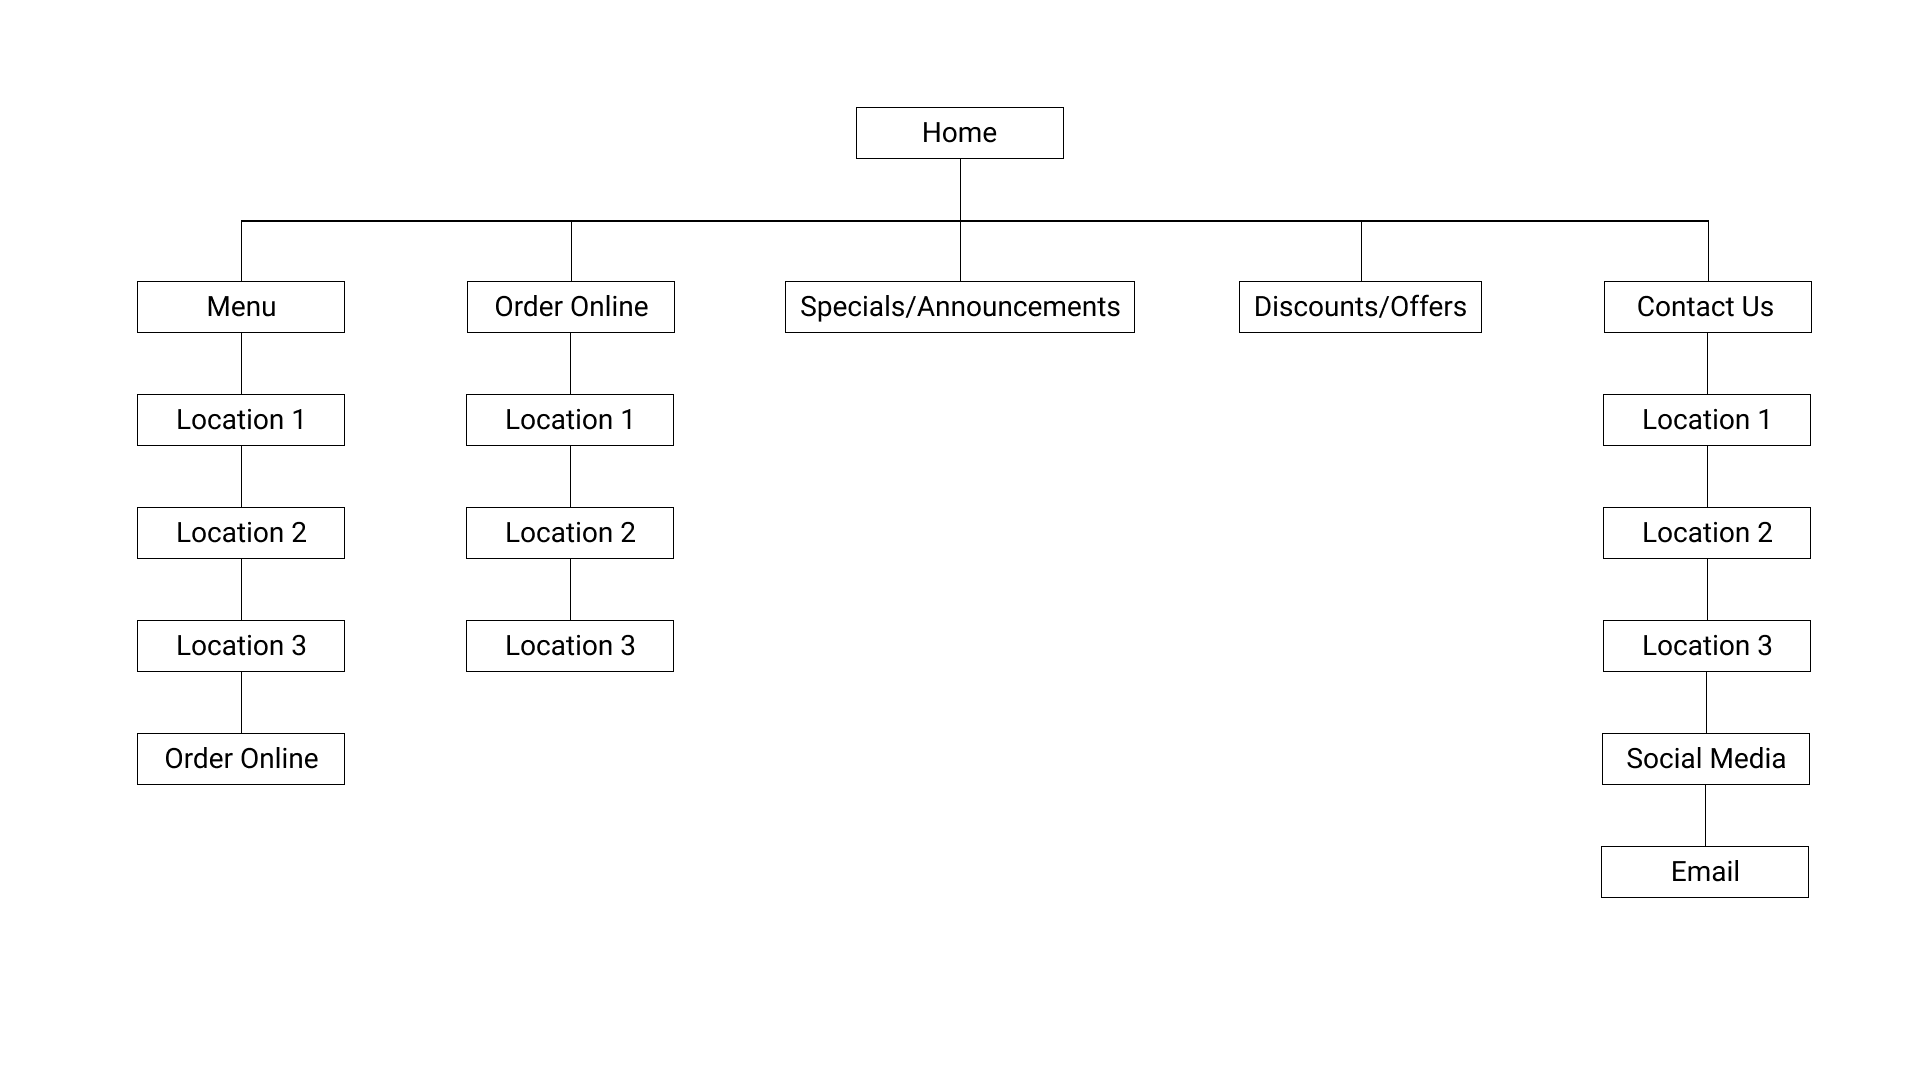 Home
Menu
Order Online
Specials/Announcements
Discounts/Offers
Contact Us
Location 1
Location 1
Location 1
Location 2
Location 2
Location 2
Location 3
Location 3
Location 3
Order Online
Social Media
Email